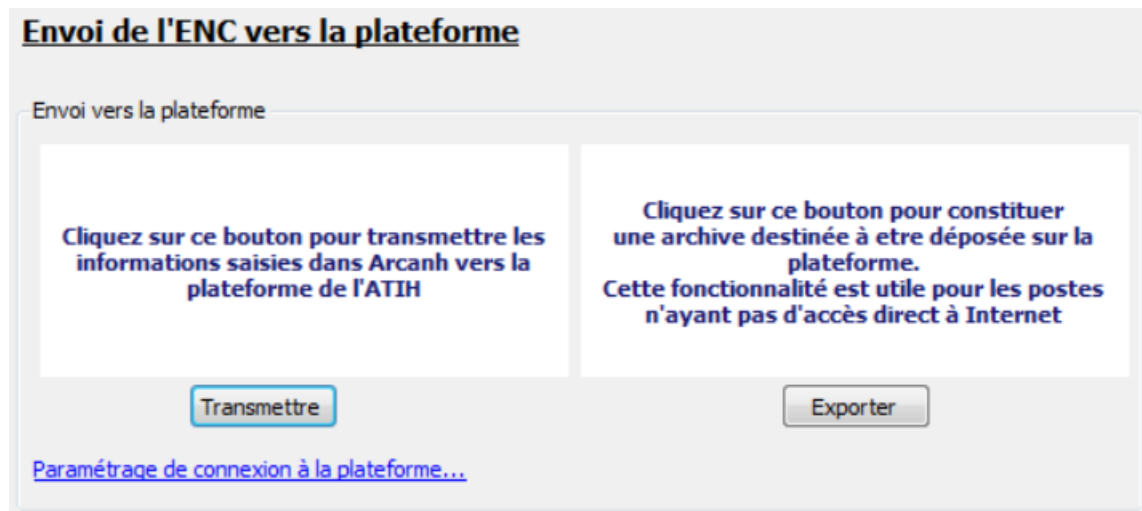 Envoi de l'ENC vers la plateforme
Envoi vers la plateforme
Cliquez sur ce bouton pour transmettre les
informations saisies dans Arcanh vers la
plateforme de l'ATIH
Cliquez sur ce bouton pour constituer
une archive destinée à etre déposée sur la
plateforme.
Cette fonctionnalité est utile pour les postes
n'ayant pas d'accès direct à Internet
Transmettre
Exporter
Paramétrage de connexion à la plateforme...